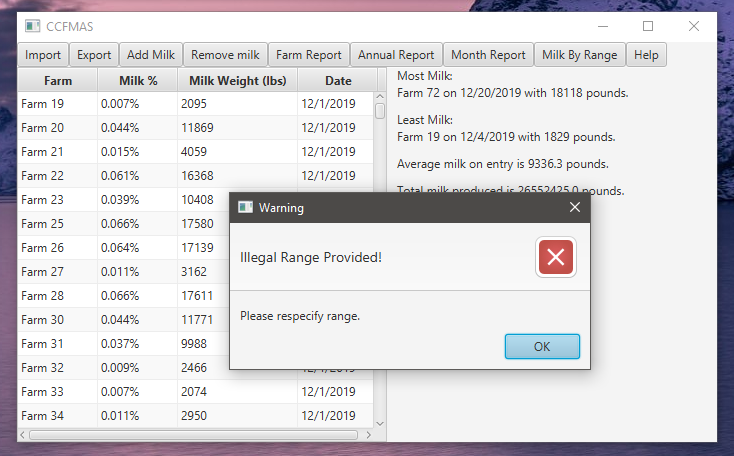 CCFMAS
Import Export Add Milk Remove milk Farm Report Annual Report Month Report Milk By Range Help
Farm Milk % Milk Weight (lbs) Date
Farm 19 0.007% 2095 12/1/2019
Farm 20 0.044% 11869 12/1/2019
Farm 21 0.015% 4059 12/1/2019
Farm 22 0.061% 16368 12/1/2019
Farm 23 0.039% 10408
Farm 25 0.066% 17580
Farm 26 0.064% 17139
Farm 27 0.011% 3162
Farm 28 0.066% 17611
Farm 30 0.044% 11771
Farm 31 0.037% 9988
Farm 32 0.009% 2466 12/1/2019
Farm 33 0.007% 2074 12/1/2019
Farm 34 0.011% 2950 12/1/2019
Most Milk:
Farm 72 on 12/20/2019 with 18118 pounds.
Least Milk:
Farm 19 on 12/4/2019 with 1829 pounds.
Average milk on entry is 9336.3 pounds.
Total milk produced is 26552425.0 pounds.
Warning
Illegal Range Provided!
Please respecify range.
OK